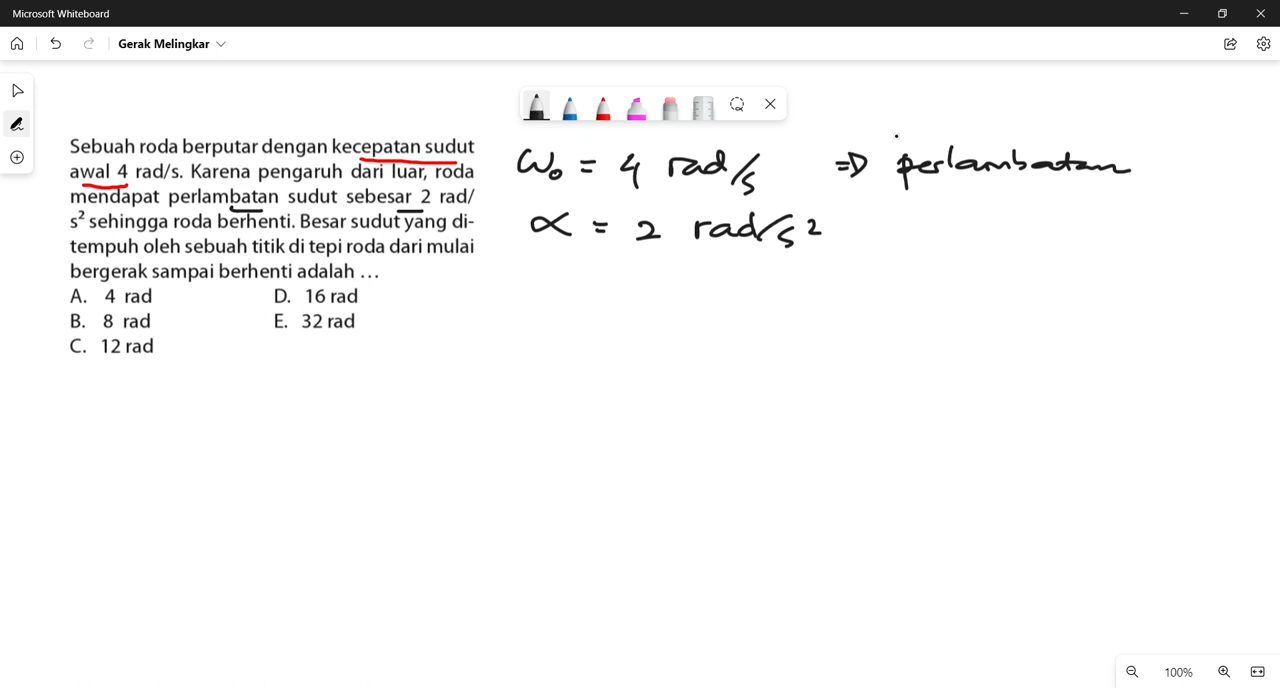 Microsoft Whiteboard
Gerak Melingkar
Sebuah roda berputar dengan kecepatan sudut
awal 4 rad/s. Karena pengaruh dari luar, roda
mendapat perlambatan sudut sebesar 2 rad/
s² sehingga roda berhenti. Besar sudut yang di-
tempuh oleh sebuah titik di tepi roda dari mulai
bergerak sampai berhenti adalah ...
A. 4 rad D. 16 rad
B. 8 rad E. 32 rad
C. 12 rad
ω₀ = 4 rad/s ⇒ perlambatan
α = 2 rad/s²
100%